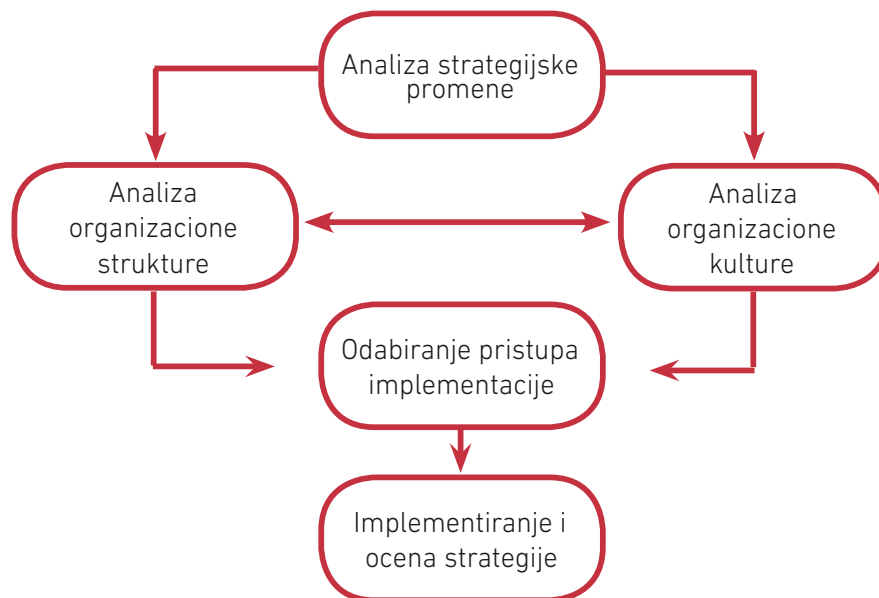 Analiza strategijske
promene
Analiza
organizacione
strukture
Analiza
organizacione
kulture
Odabiranje pristupa
implementacije
Implementiranje i
ocena strategije